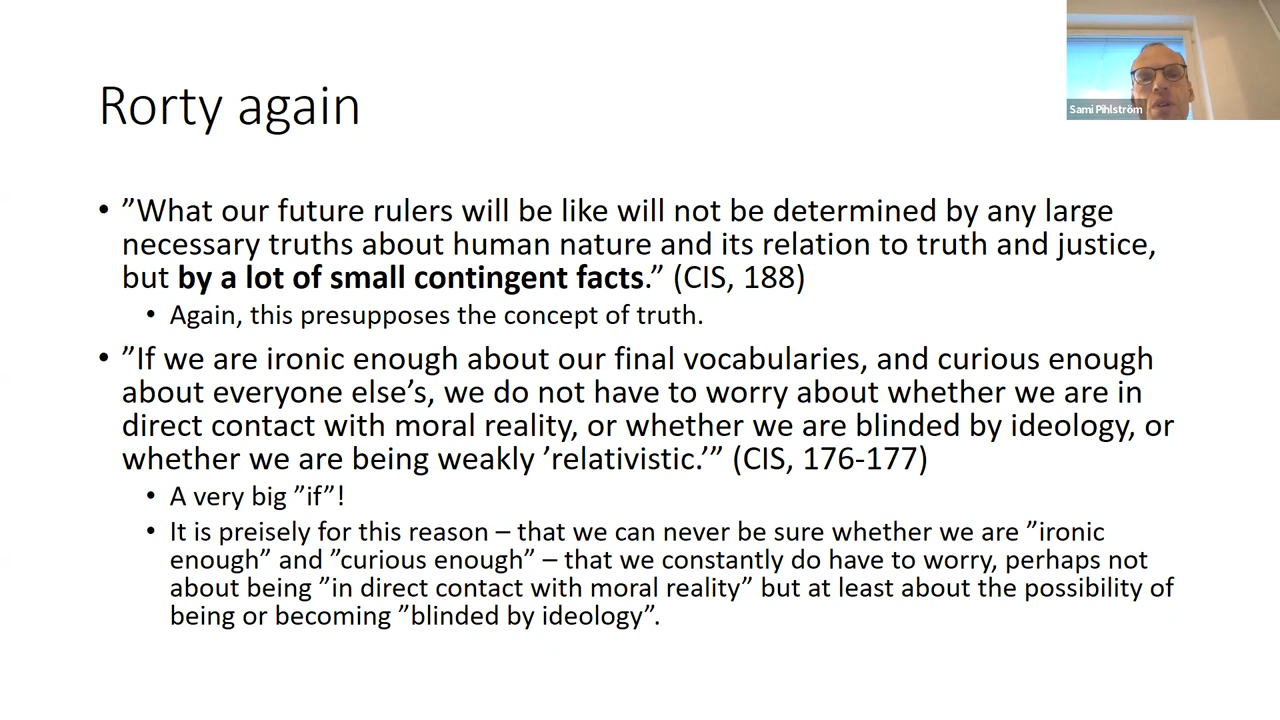 Rorty again
Sami Pihlström
• ”What our future rulers will be like will not be determined by any large
necessary truths about human nature and its relation to truth and justice,
but by a lot of small contingent facts.” (CIS, 188)
• Again, this presupposes the concept of truth.
• ”If we are ironic enough about our final vocabularies, and curious enough
about everyone else’s, we do not have to worry about whether we are in
direct contact with moral reality, or whether we are blinded by ideology, or
whether we are being weakly ’relativistic.’” (CIS, 176-177)
• A very big ”if”!
• It is preisely for this reason – that we can never be sure whether we are ”ironic
enough” and ”curious enough” – that we constantly do have to worry, perhaps not
about being ”in direct contact with moral reality” but at least about the possibility of
being or becoming ”blinded by ideology”.